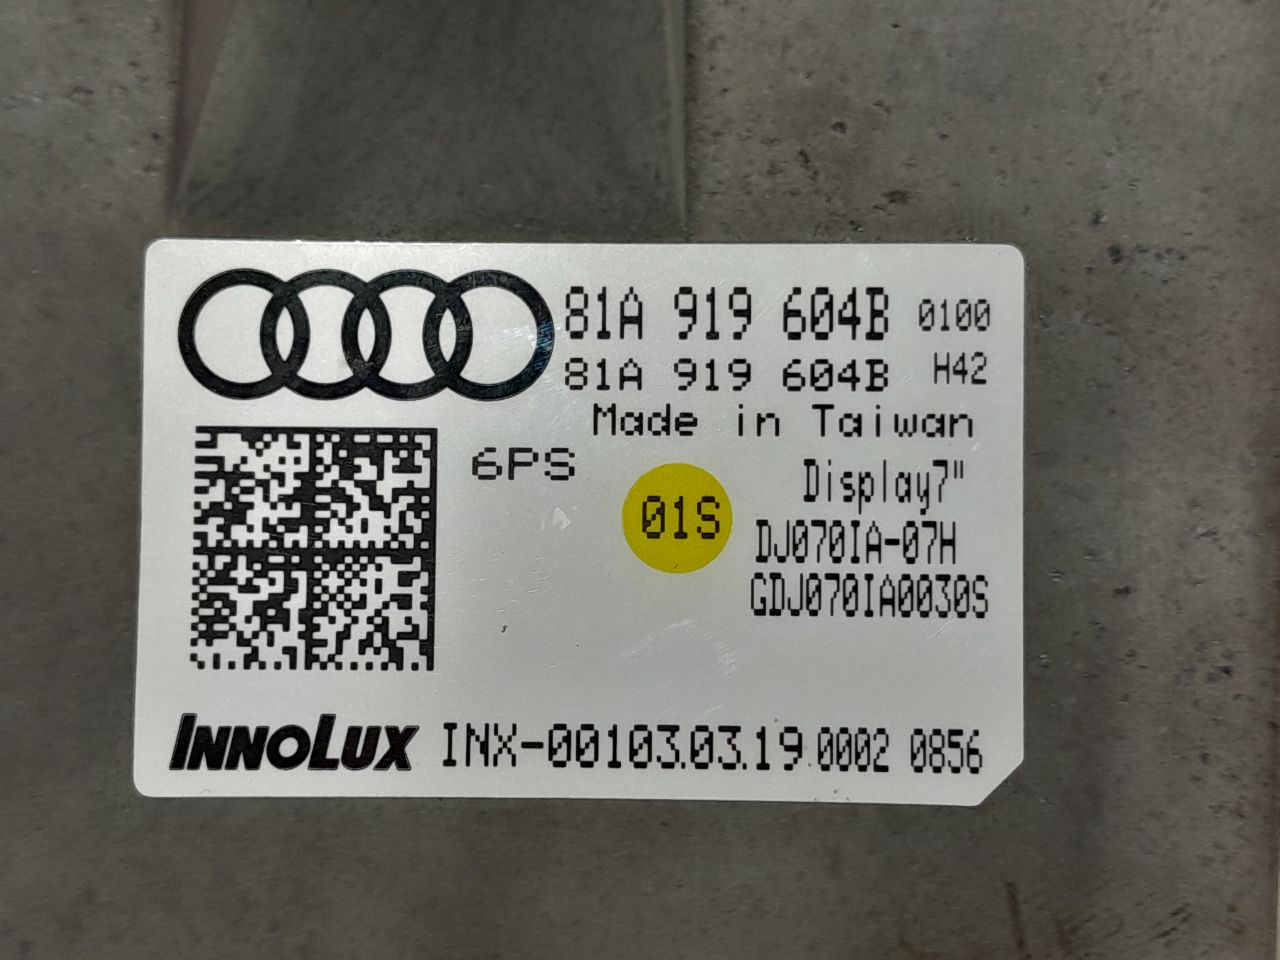 81A 919 604B 0100
81A 919 604B H42
Made in Taiwan
6PS
01S
Display7"
DJ070IA-07H
GDJ070IA0030S
INNOLUX INX-00103.03.19 0002 0856